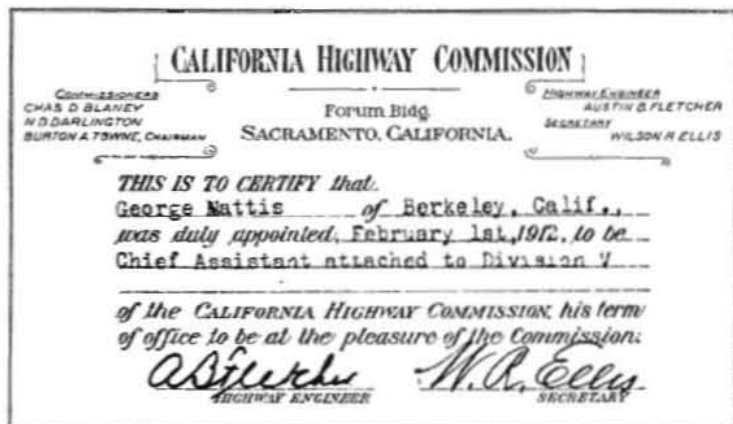 CALIFORNIA HIGHWAY COMMISSION
COMMISSIONERS
CHAS D BLANEY
N D DARLINGTON
BURTON A TOWNE, CHAIRMAN
Forum Bldg.
SACRAMENTO, CALIFORNIA.
HIGHWAY ENGINEER
AUSTIN B. FLETCHER
SECRETARY
WILSON R ELLIS
THIS IS TO CERTIFY that
George Mattis of Berkeley, Calif.,
was duly appointed, February 1st, 1912, to be
Chief Assistant attached to Division V
of the CALIFORNIA HIGHWAY COMMISSION, his term
of office to be at the pleasure of the Commission.
A B Fletcher W. R. Ellis
HIGHWAY ENGINEER SECRETARY